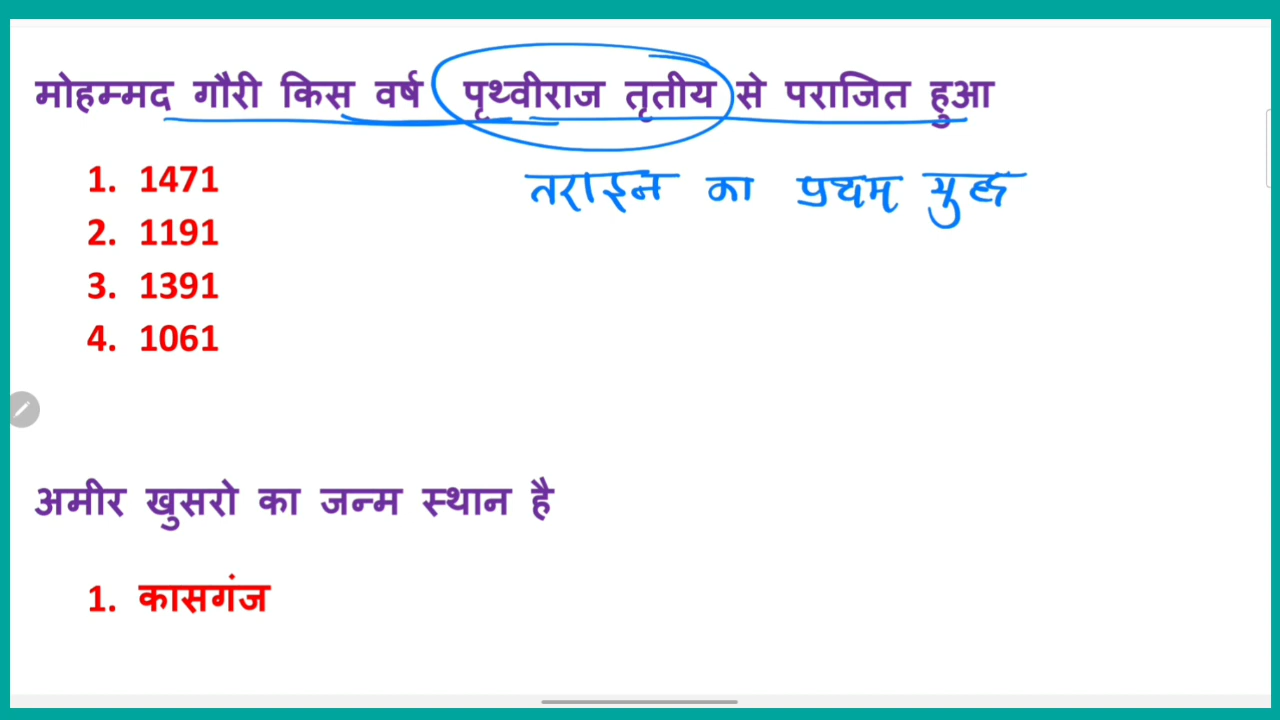 मोहम्मद गौरी किस वर्ष पृथ्वीराज तृतीय से पराजित हुआ
1. 1471
तराइन का प्रथम युद्ध
2. 1191
3. 1391
4. 1061
अमीर खुसरो का जन्म स्थान है
1. कासगंज